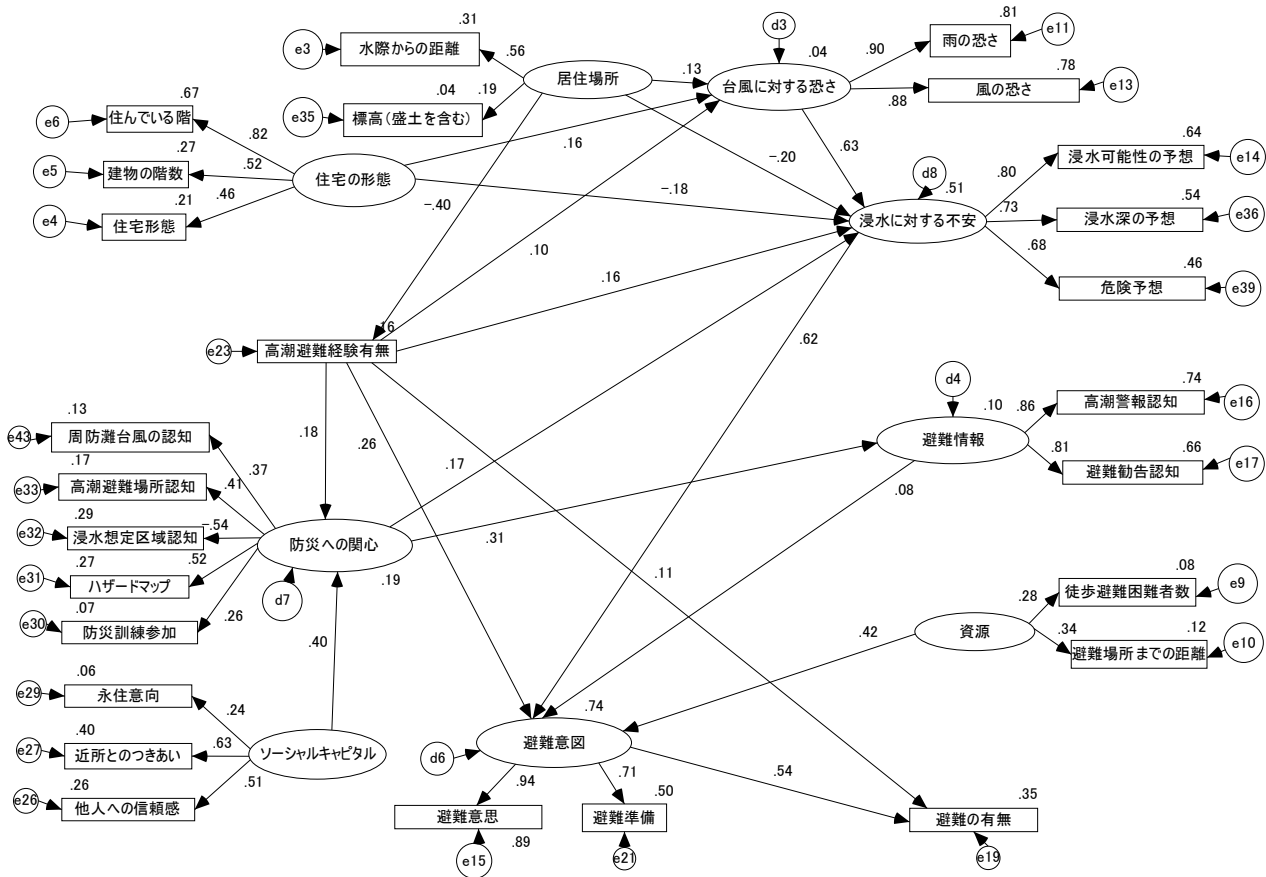 d3
.04
.81
e11
雨の恐さ
.90
.31
e3
水際からの距離
.56
居住場所
.13
台風に対する恐さ
.78
風の恐さ
e13
.88
.04
.19
e35
標高(盛土を含む)
.67
e6
住んでいる階
.82
.27
e5
建物の階数
.52
住宅の形態
.16
.63
-.20
-.18
.21
.46
e4
住宅形態
-.40
.10
.16
d8
.51
浸水に対する不安
.64
浸水可能性の予想
e14
.80
.54
.73
浸水深の予想
e36
.68
.46
危険予想
e39
.16
e23
高潮避難経験有無
.62
d4
.10
.86
.74
高潮警報認知
e16
避難情報
.81
.66
避難勧告認知
e17
.13
e43
周防灘台風の認知
.37
.18
.26
.17
.08
.17
e33
高潮避難場所認知
.41
.29
e32
浸水想定区域認知
-.54
防災への関心
.19
.31
.11
.27
e31
ハザードマップ
.52
d7
.07
e30
防災訓練参加
.26
.40
.28
.08
徒歩避難困難者数
e9
資源
.42
.34
.12
避難場所までの距離
e10
.06
e29
永住意向
.24
.40
e27
近所とのつきあい
.63
ソーシャルキャピタル
.26
e26
他人への信頼感
.51
.74
d6
避難意図
.94
.71
.54
避難意思
.89
e15
.50
避難準備
e21
.35
避難の有無
e19